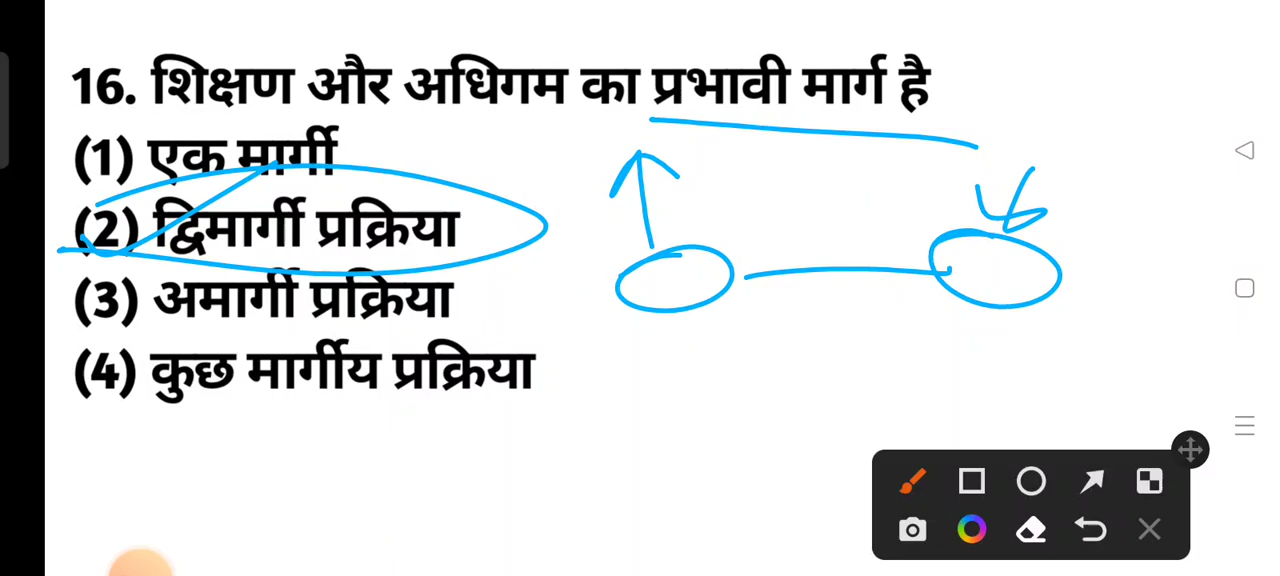 16. शिक्षण और अधिगम का प्रभावी मार्ग है
(1) एक मार्गी
(2) द्विमार्गी प्रक्रिया
(3) अमार्गी प्रक्रिया
(4) कुछ मार्गीय प्रक्रिया